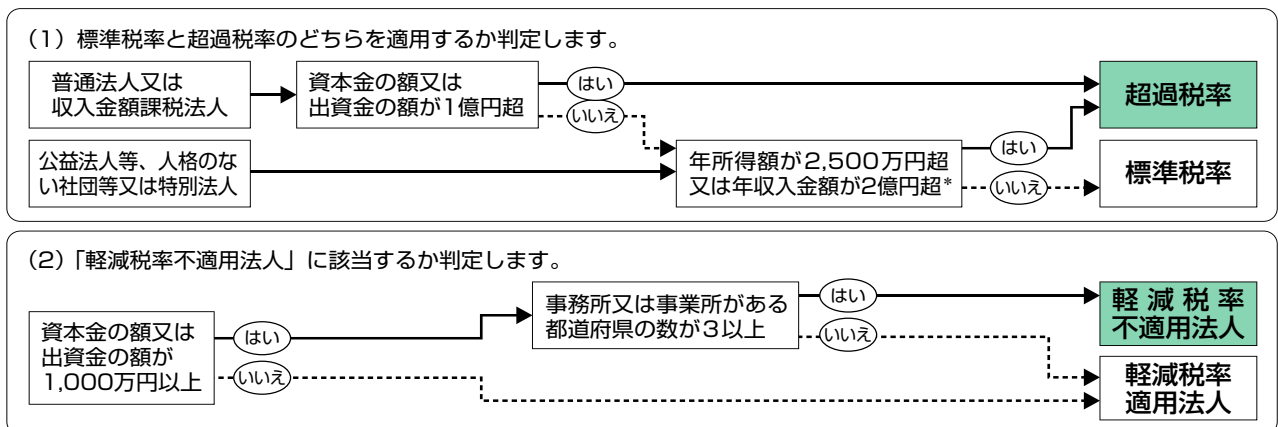 (1) 標準税率と超過税率のどちらを適用するか判定します。
普通法人又は
収入金額課税法人
資本金の額又は
出資金の額が1億円超
はい
いいえ
超過税率
公益法人等、人格のな
い社団等又は特別法人
年所得額が2,500万円超
又は年収入金額が2億円超*
はい
いいえ
標準税率
(2)「軽減税率不適用法人」に該当するか判定します。
資本金の額又は
出資金の額が
1,000万円以上
はい
いいえ
事務所又は事業所がある
都道府県の数が3以上
はい
いいえ
軽減税率
不適用法人
軽減税率
適用法人